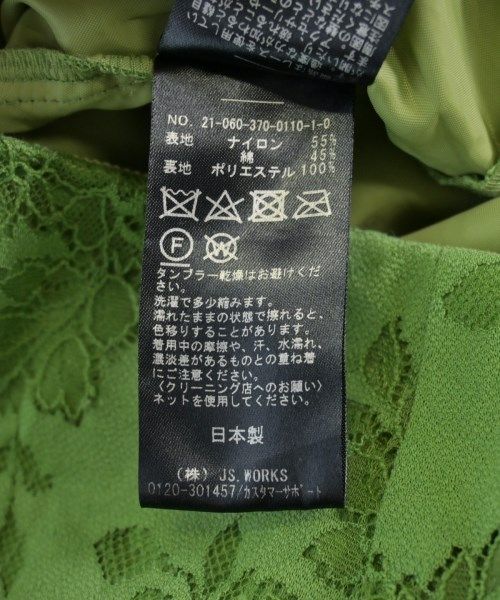 NO. 21-060-370-0110-1-0
表地 ナイロン 55%
綿 45%
裏地 ポリエステル 100%
F
W
タンブラー乾燥はお避けくだ
さい。
洗濯で多少縮みます。
濡れたままの状態で擦れると、
色移りすることがあります。
着用中の摩擦や、汗、水濡れ、
濃淡差があるものとの重ね着
にご注意ください。
〈クリーニング店へのお願い〉
ネットを使用してください。
日本製
(株) JS.WORKS
0120-301457/カスタマーサポート